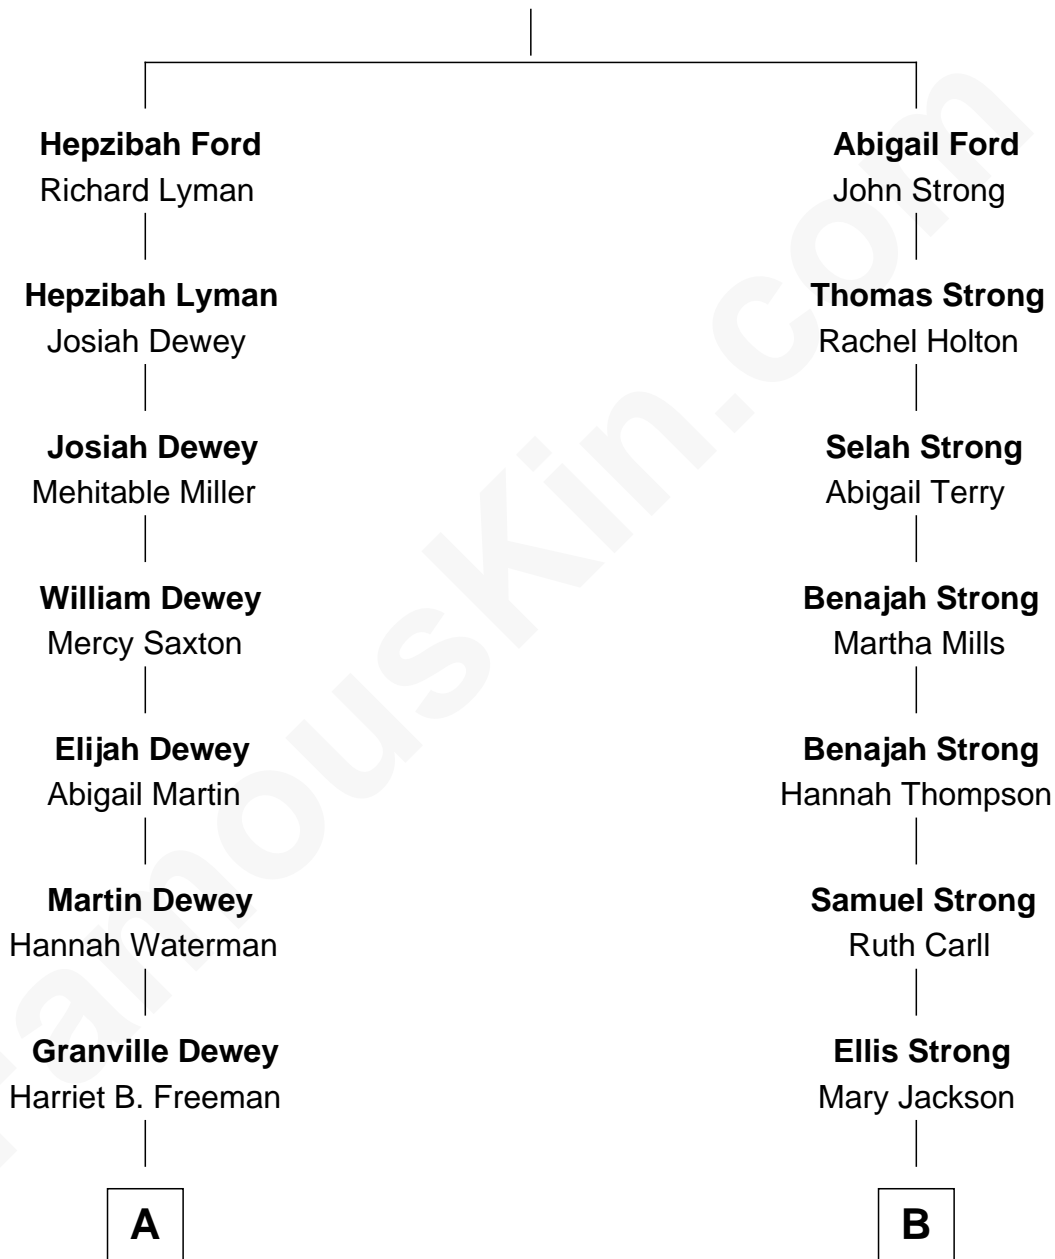 Hepzibah Ford
Richard Lyman
Hepzibah Lyman
Josiah Dewey
Josiah Dewey
Mehitable Miller
William Dewey
Mercy Saxton
Elijah Dewey
Abigail Martin
Martin Dewey
Hannah Waterman
Granville Dewey
Harriet B. Freeman
A
Abigail Ford
John Strong
Thomas Strong
Rachel Holton
Selah Strong
Abigail Terry
Benajah Strong
Martha Mills
Benajah Strong
Hannah Thompson
Samuel Strong
Ruth Carll
Ellis Strong
Mary Jackson
B
FamousKin.com